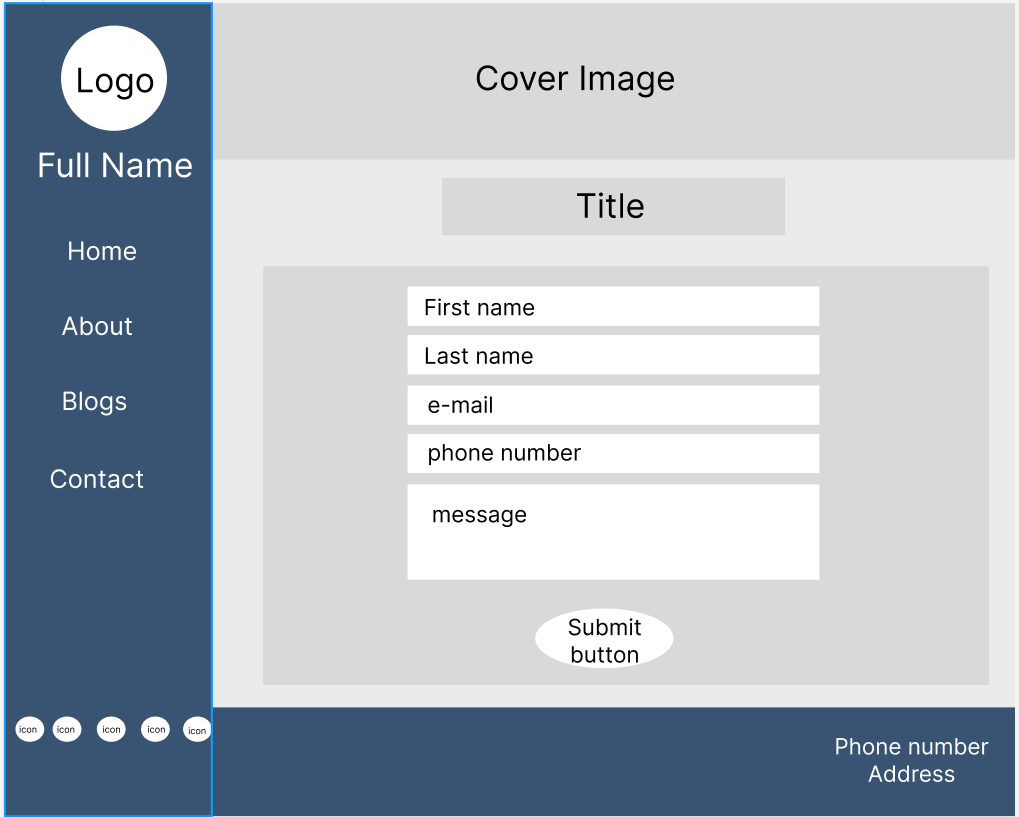 Logo
Full Name
Home
About
Blogs
Contact
icon
icon
icon
icon
icon
Cover Image
Title
First name
Last name
e-mail
phone number
message
Submit
button
Phone number
Address